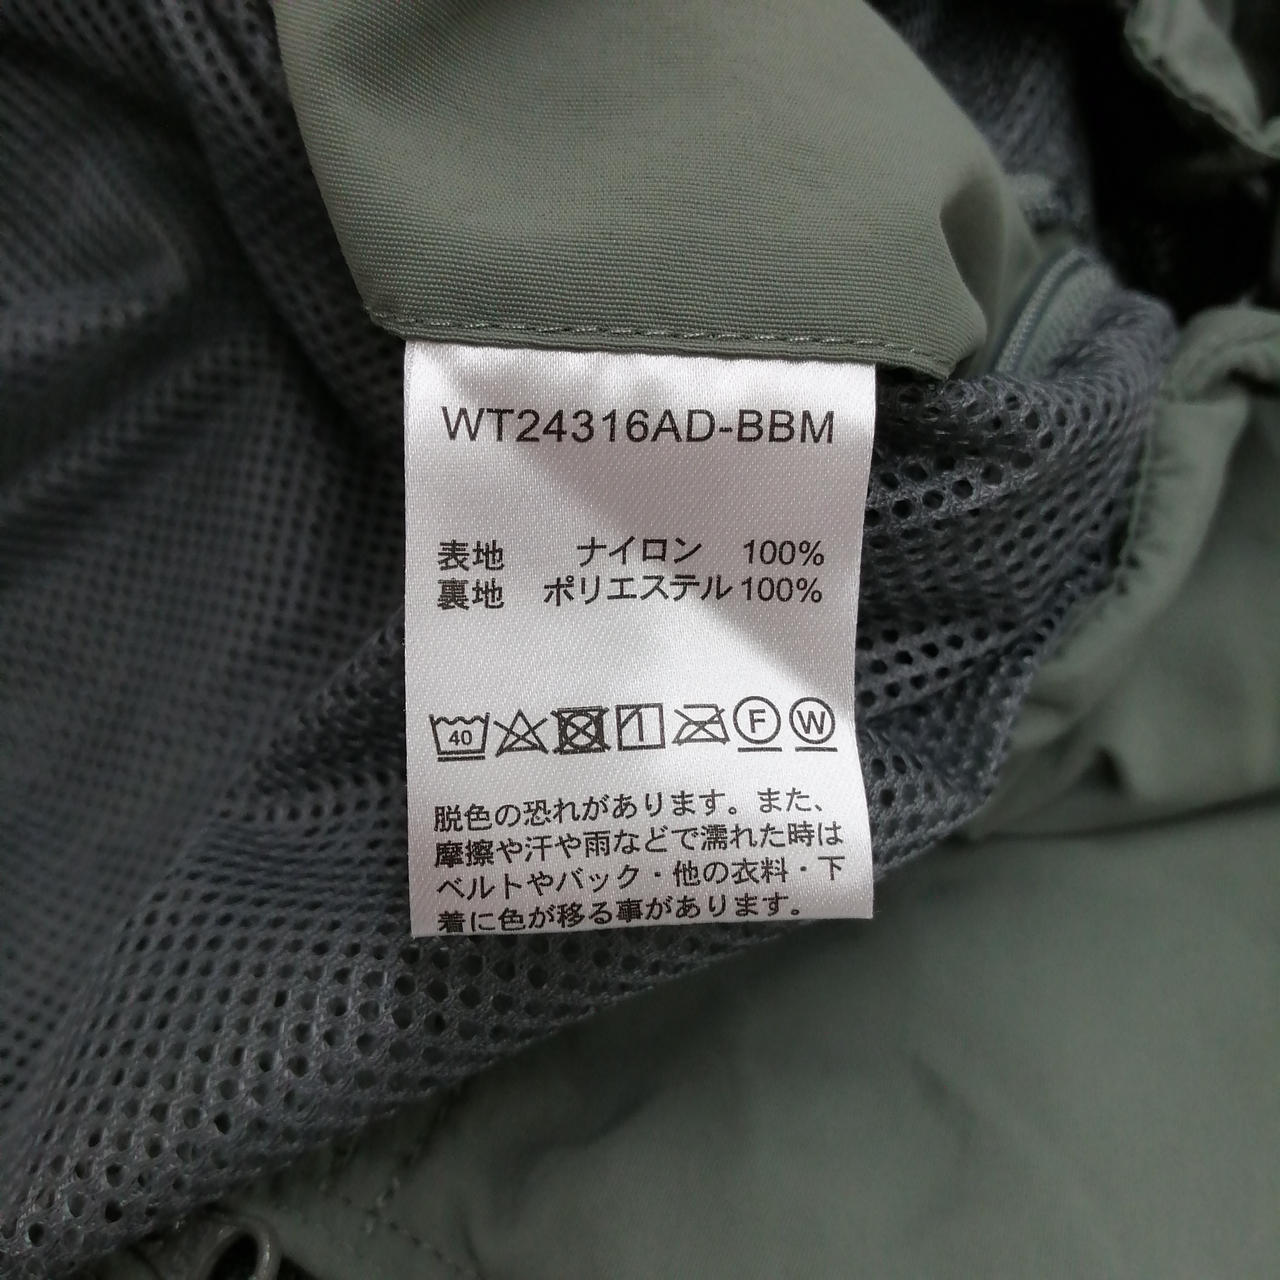 WT24316AD-BBM
表地 ナイロン 100%
裏地 ポリエステル 100%
40 F W
脱色の恐れがあります。また、
摩擦や汗や雨などで濡れた時は
ベルトやバック・他の衣料・下
着に色が移る事があります。